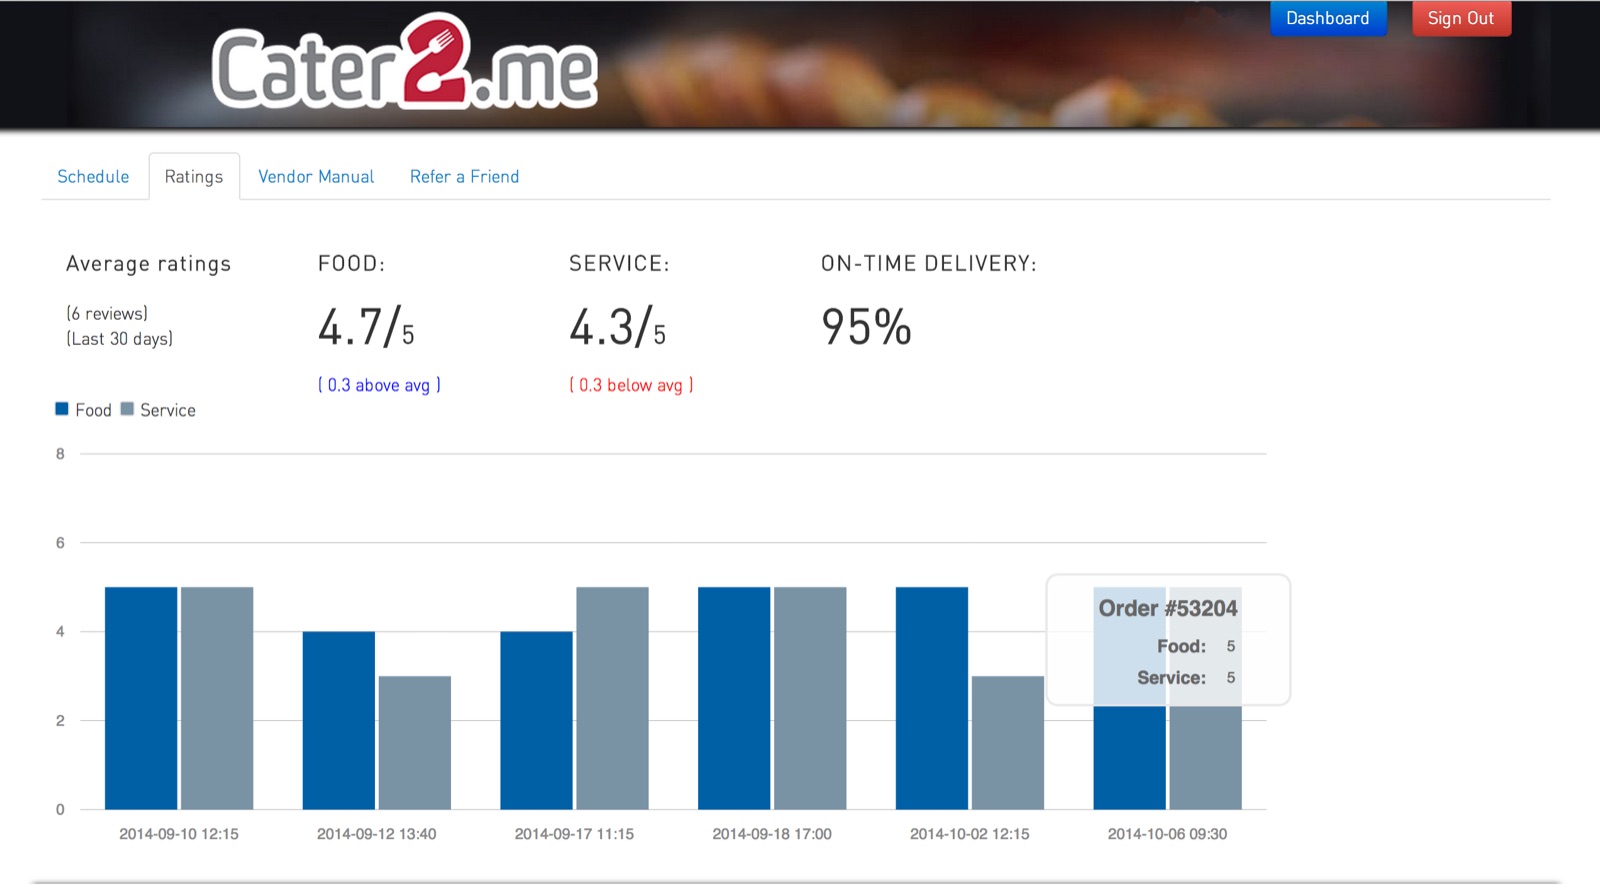 Cater2.me
Dashboard
Sign Out
Schedule
Ratings
Vendor Manual
Refer a Friend
Average ratings
(6 reviews)
(Last 30 days)
FOOD:
4.7/5
( 0.3 above avg )
SERVICE:
4.3/5
( 0.3 below avg )
ON-TIME DELIVERY:
95%
Food
Service
8
6
4
2
0
Order #53204
Food: 5
Service: 5
2014-09-10 12:15
2014-09-12 13:40
2014-09-17 11:15
2014-09-18 17:00
2014-10-02 12:15
2014-10-06 09:30